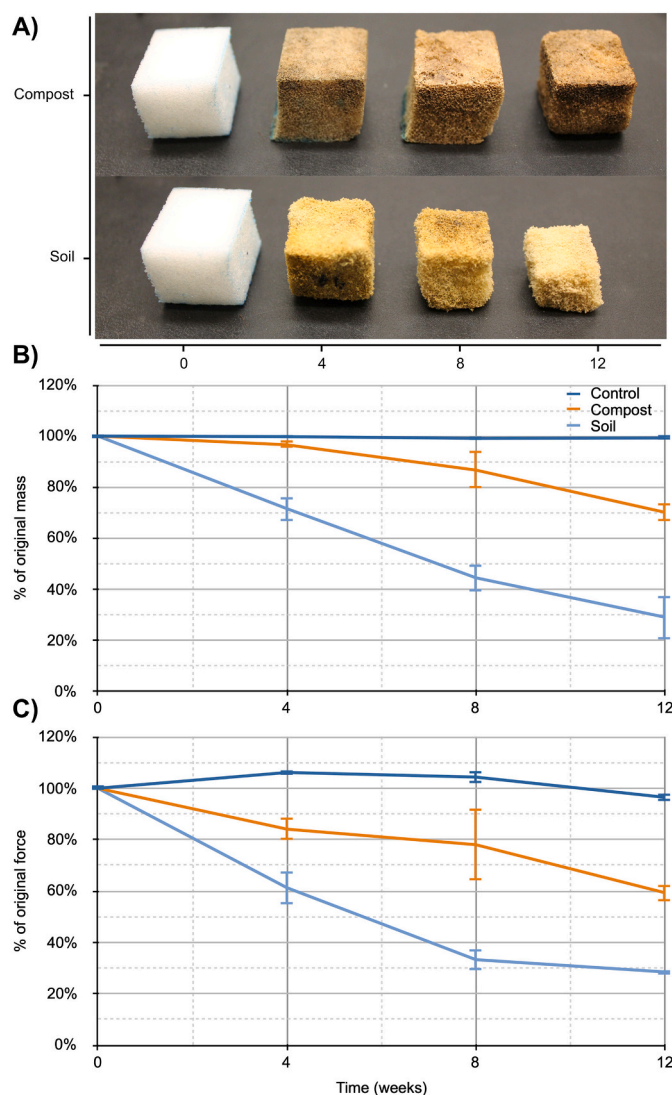 A)
Compost
Soil
0 4 8 12
B)
120%
100%
80%
60%
40%
20%
0%
% of original mass
Control
Compost
Soil
0 4 8 12
C)
120%
100%
80%
60%
40%
20%
0%
% of original force
0 4 8 12
Time (weeks)